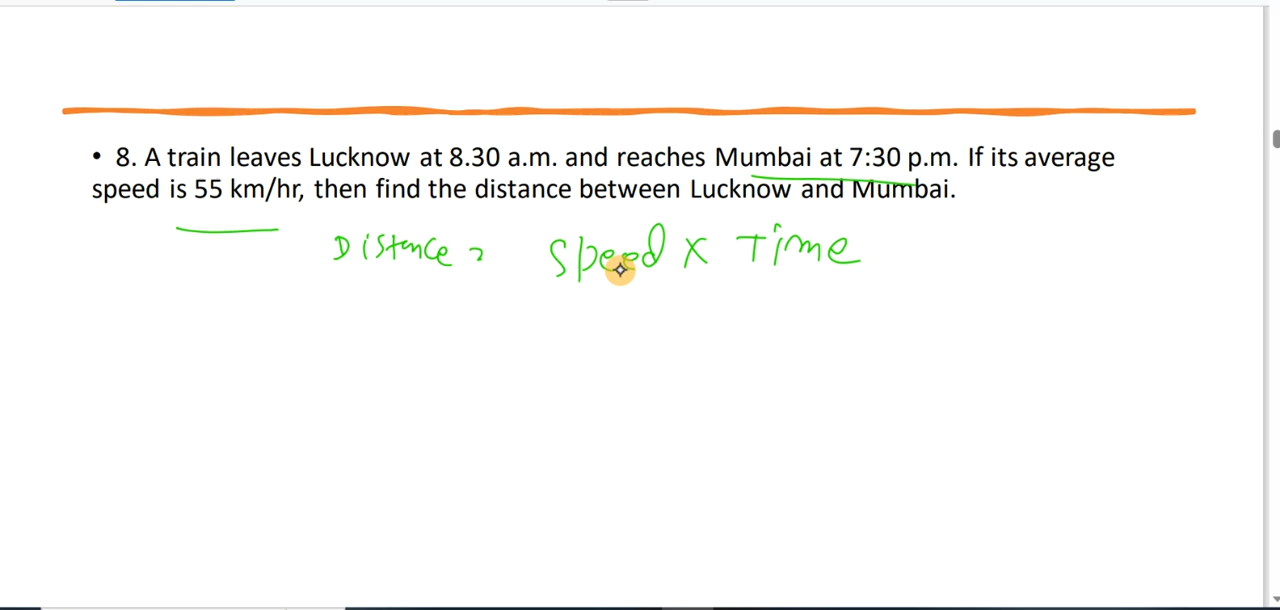 • 8. A train leaves Lucknow at 8.30 a.m. and reaches Mumbai at 7:30 p.m. If its average
speed is 55 km/hr, then find the distance between Lucknow and Mumbai.
Distance = Speed x Time